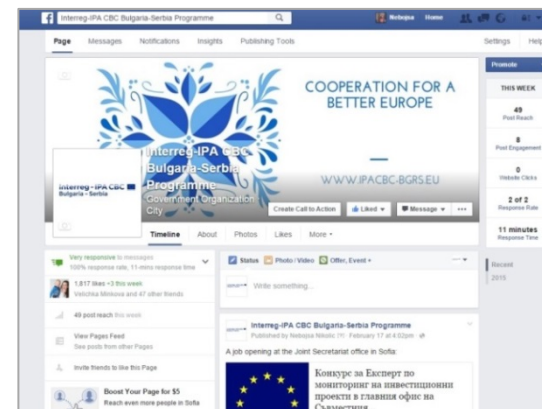 Interreg-IPA CBC Bulgaria-Serbia Programme
Nebojsa Home
Page Messages Notifications Insights Publishing Tools Settings Help
COOPERATION FOR A
BETTER EUROPE
WWW.IPACBC-BGRS.EU
Interreg - IPA CBC
Bulgaria - Serbia
Interreg-IPA CBC
Bulgaria-Serbia
Programme
Government Organization
City
Create Call to Action Liked Message
Timeline About Photos Likes More
Promote
THIS WEEK
49
Post Reach
8
Post Engagement
0
Website Clicks
2 of 2
Response Rate
11 minutes
Response Time
Recent
2015
Very responsive to messages
100% response rate, 11-mins response time
1,817 likes +3 this week
Velichka Minkova and 47 other friends
49 post reach this week
View Pages Feed
See posts from other Pages
Invite friends to like this Page
Boost Your Page for $5
Reach even more people in Sofia
Status Photo / Video Offer, Event +
Write something...
Interreg-IPA CBC Bulgaria-Serbia Programme
Published by Nebojsa Nikolic · February 17 at 4:02pm
A job opening at the Joint Secretariat office in Sofia:
Конкурс за Експерт по
мониторинг на инвестиционни
проекти в главния офис на
Съвместния